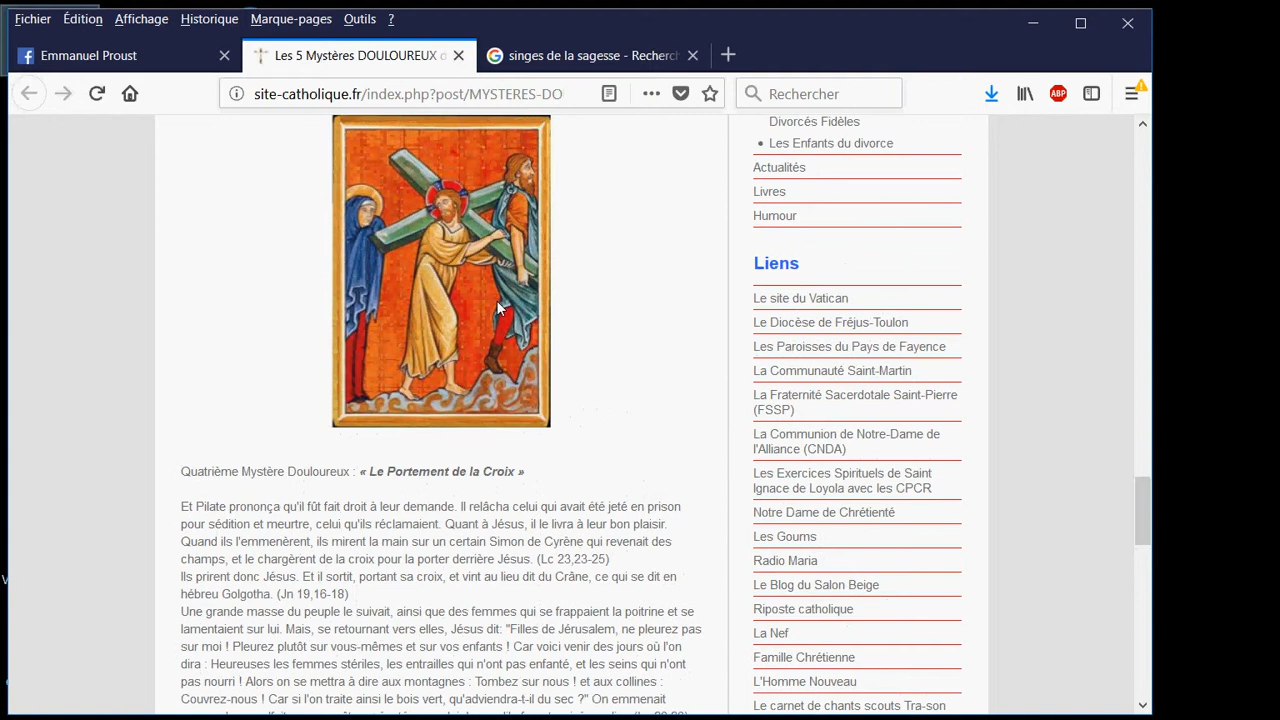 Fichier Édition Affichage Historique Marque-pages Outils ?
Emmanuel Proust
Les 5 Mystères DOULOUREUX
singes de la sagesse - Recherc
site-catholique.fr/index.php?post/MYSTERES-DO
Rechercher
ABP
Quatrième Mystère Douloureux : « Le Portement de la Croix »
Et Pilate prononça qu'il fût fait droit à leur demande. Il relâcha celui qui avait été jeté en prison
pour sédition et meurtre, celui qu'ils réclamaient. Quant à Jésus, il le livra à leur bon plaisir.
Quand ils l'emmenèrent, ils mirent la main sur un certain Simon de Cyrène qui revenait des
champs, et le chargèrent de la croix pour la porter derrière Jésus. (Lc 23,23-25)
Ils prirent donc Jésus. Et il sortit, portant sa croix, et vint au lieu dit du Crâne, ce qui se dit en
hébreu Golgotha. (Jn 19,16-18)
Une grande masse du peuple le suivait, ainsi que des femmes qui se frappaient la poitrine et se
lamentaient sur lui. Mais, se retournant vers elles, Jésus dit: "Filles de Jérusalem, ne pleurez pas
sur moi ! Pleurez plutôt sur vous-mêmes et sur vos enfants ! Car voici venir des jours où l'on
dira : Heureuses les femmes stériles, les entrailles qui n'ont pas enfanté, et les seins qui n'ont
pas nourri ! Alors on se mettra à dire aux montagnes : Tombez sur nous ! et aux collines :
Couvrez-nous ! Car si l'on traite ainsi le bois vert, qu'adviendra-t-il du sec ?" On emmenait
Divorcés Fidèles
• Les Enfants du divorce
Actualités
Livres
Humour
Liens
Le site du Vatican
Le Diocèse de Fréjus-Toulon
Les Paroisses du Pays de Fayence
La Communauté Saint-Martin
La Fraternité Sacerdotale Saint-Pierre
(FSSP)
La Communion de Notre-Dame de
l'Alliance (CNDA)
Les Exercices Spirituels de Saint
Ignace de Loyola avec les CPCR
Notre Dame de Chrétienté
Les Goums
Radio Maria
Le Blog du Salon Beige
Riposte catholique
La Nef
Famille Chrétienne
L'Homme Nouveau
Le carnet de chants scouts Tra-son